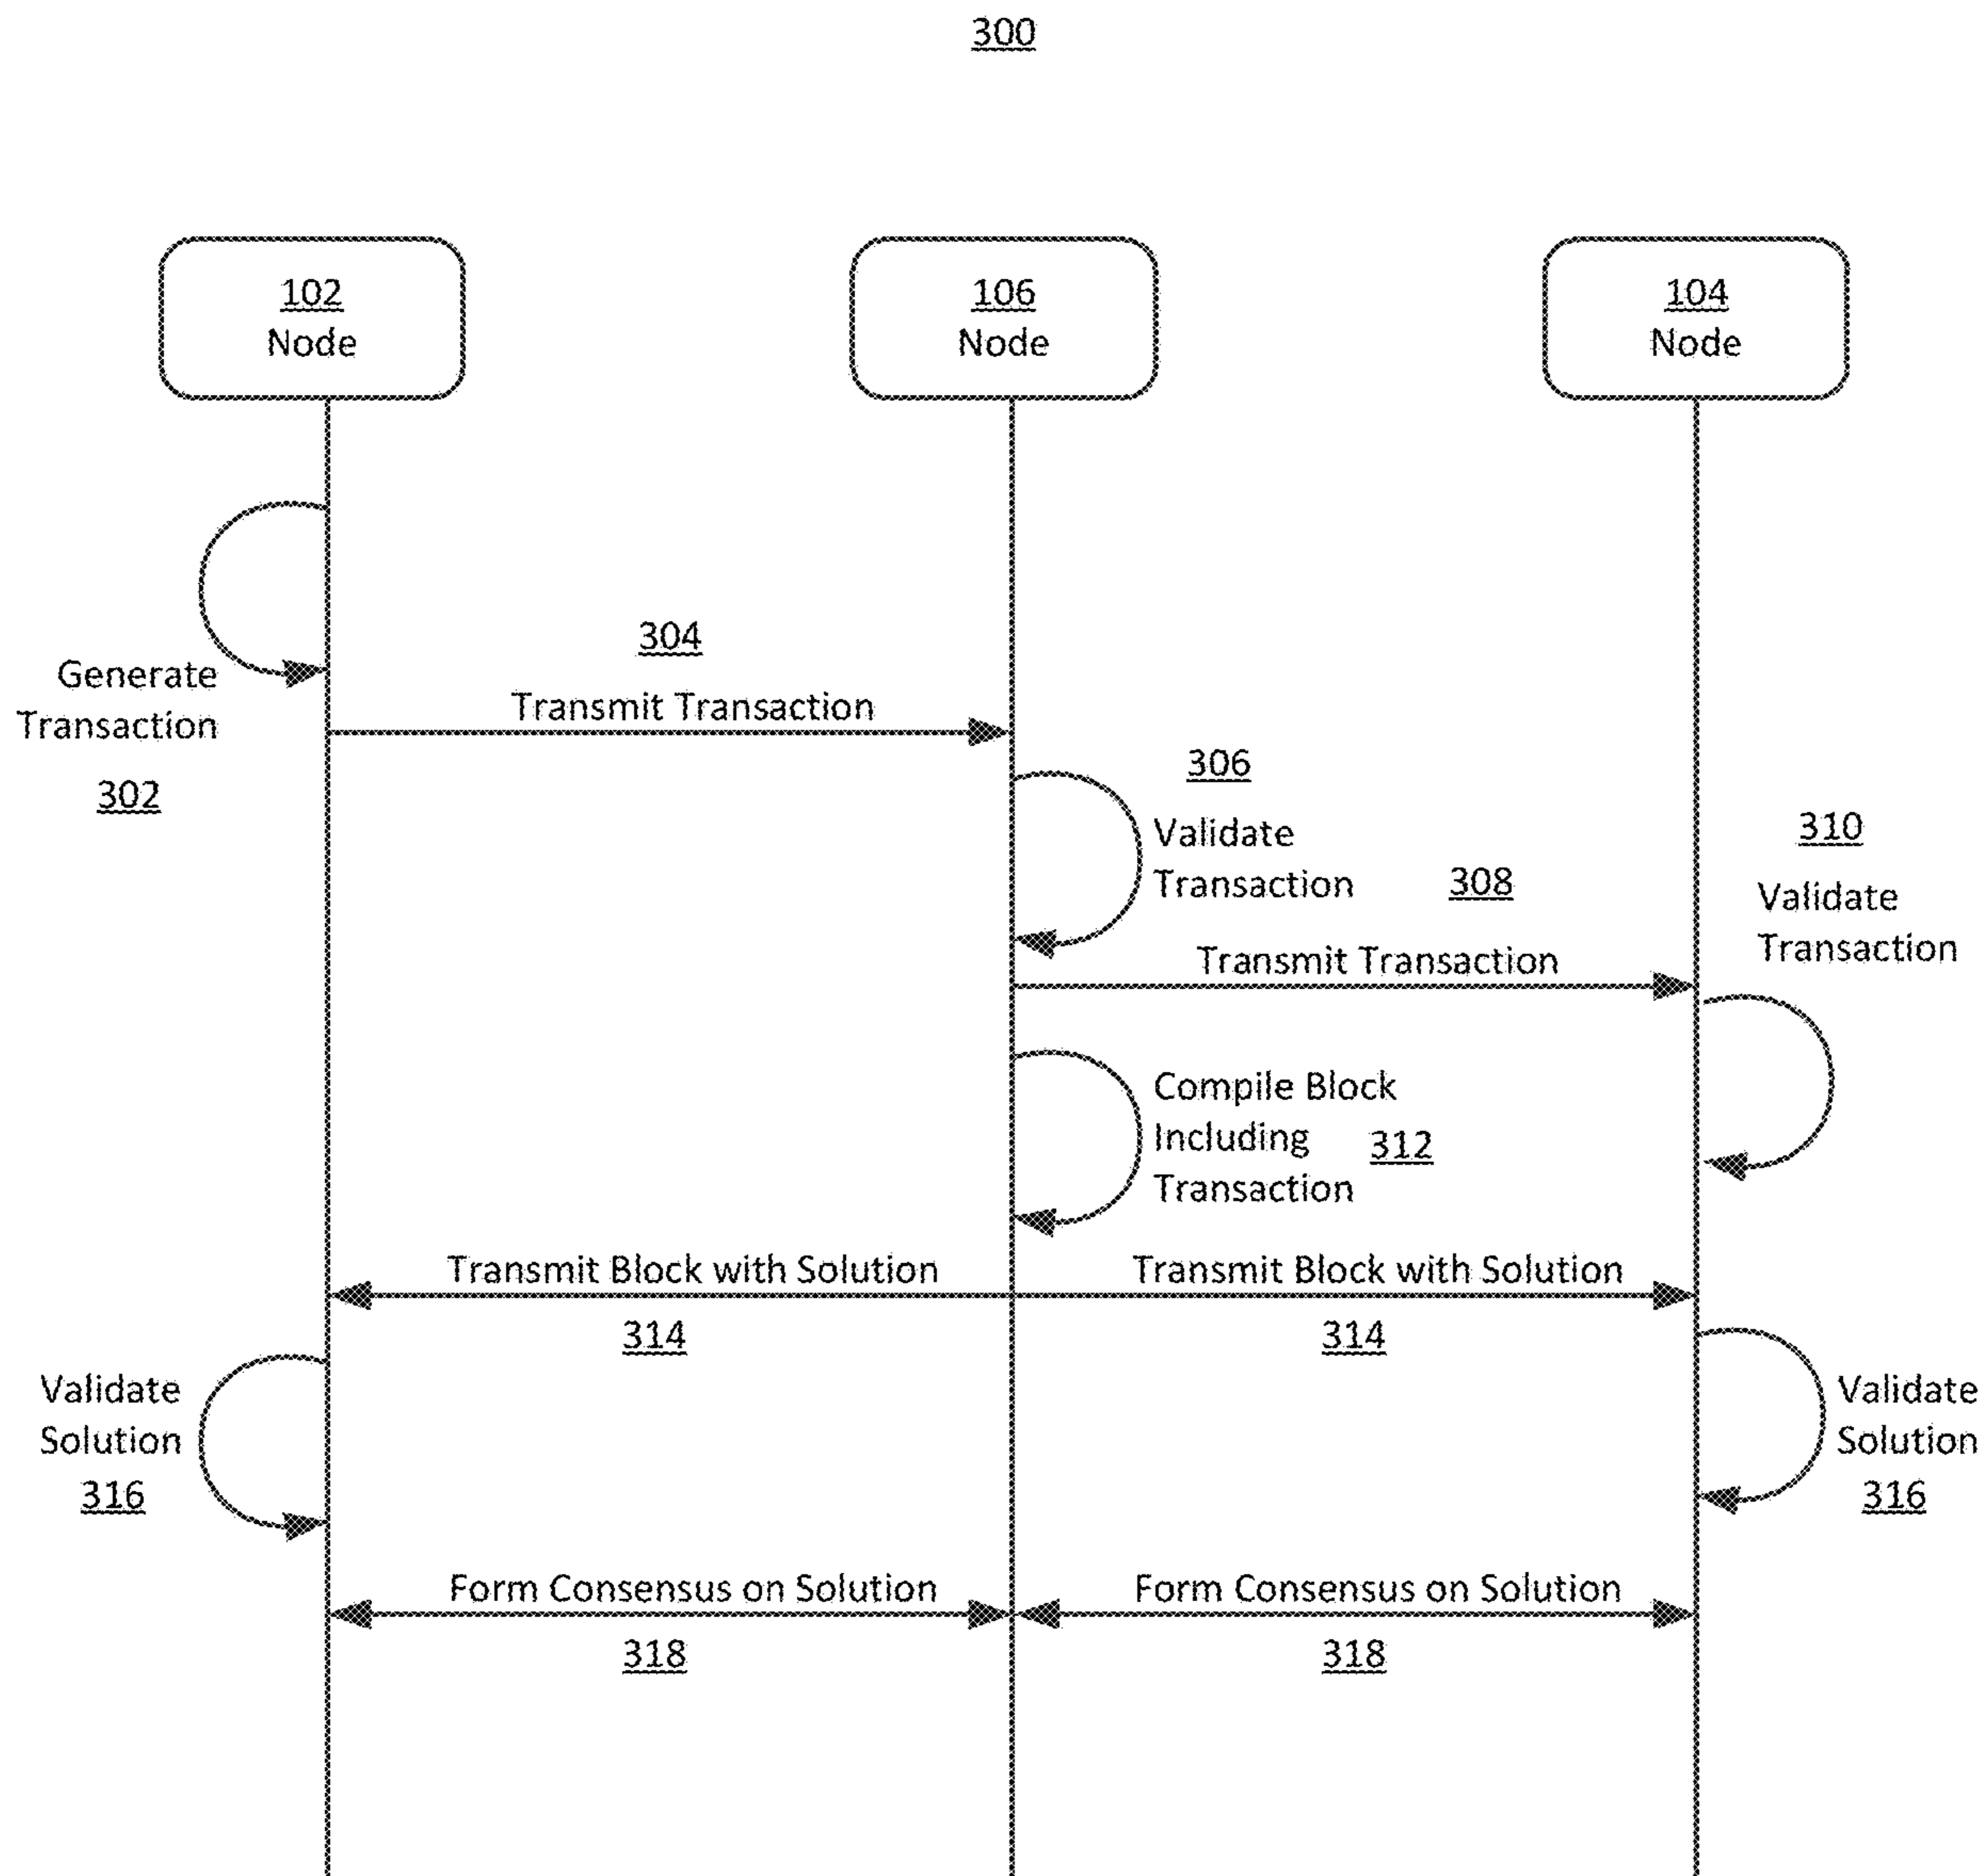 300
102
Node
106
Node
104
Node
Generate
Transaction
302
304
Transmit Transaction
306
Validate
Transaction
308
Transmit Transaction
310
Validate
Transaction
Compile Block
Including
Transaction
312
Transmit Block with Solution
314
Transmit Block with Solution
314
Validate
Solution
316
Validate
Solution
316
Form Consensus on Solution
318
Form Consensus on Solution
318